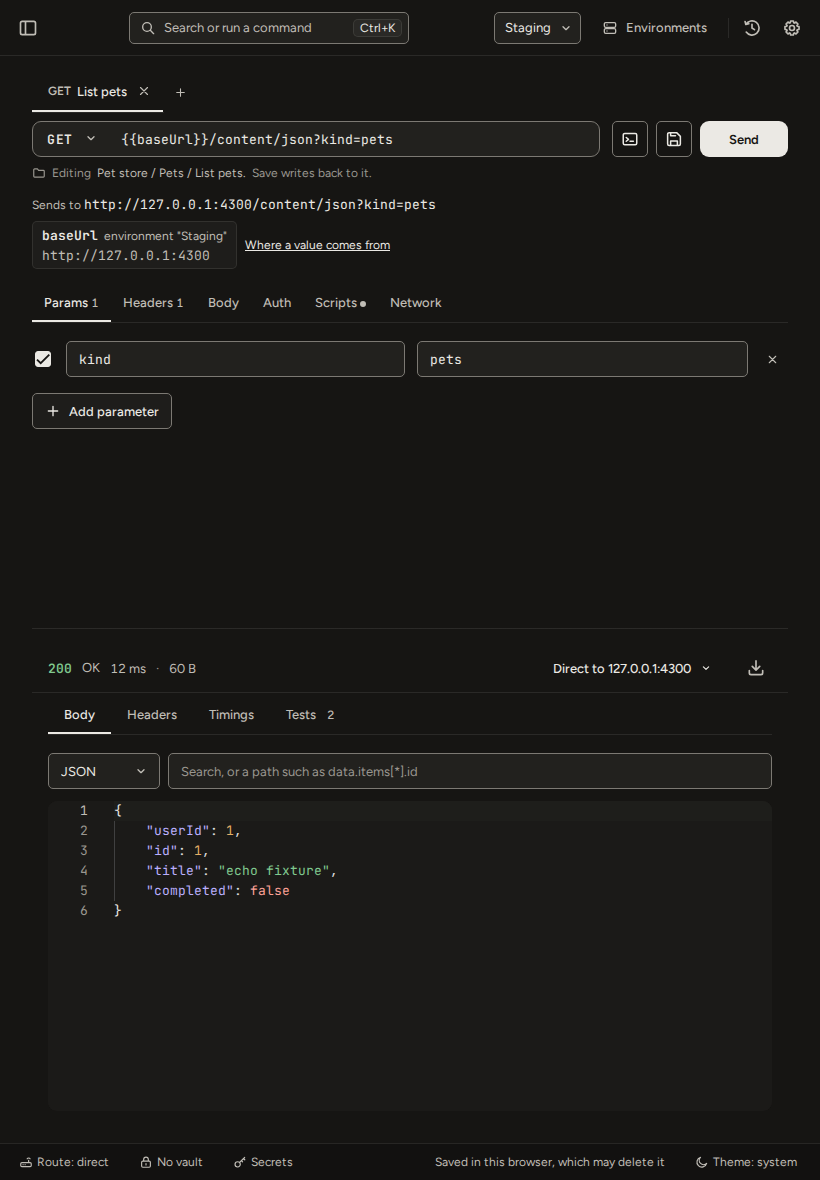 Search or run a command Ctrl+K Staging Environments
GET List pets
GET {{baseUrl}}/content/json?kind=pets Send
Editing Pet store / Pets / List pets. Save writes back to it.
Sends to http://127.0.0.1:4300/content/json?kind=pets
baseUrl environment "Staging"
http://127.0.0.1:4300
Where a value comes from
Params 1 Headers 1 Body Auth Scripts Network
kind pets
Add parameter
200 OK 12 ms · 60 B Direct to 127.0.0.1:4300
Body Headers Timings Tests 2
JSON Search, or a path such as data.items[*].id
1 {
2 "userId": 1,
3 "id": 1,
4 "title": "echo fixture",
5 "completed": false
6 }
Route: direct No vault Secrets Saved in this browser, which may delete it Theme: system